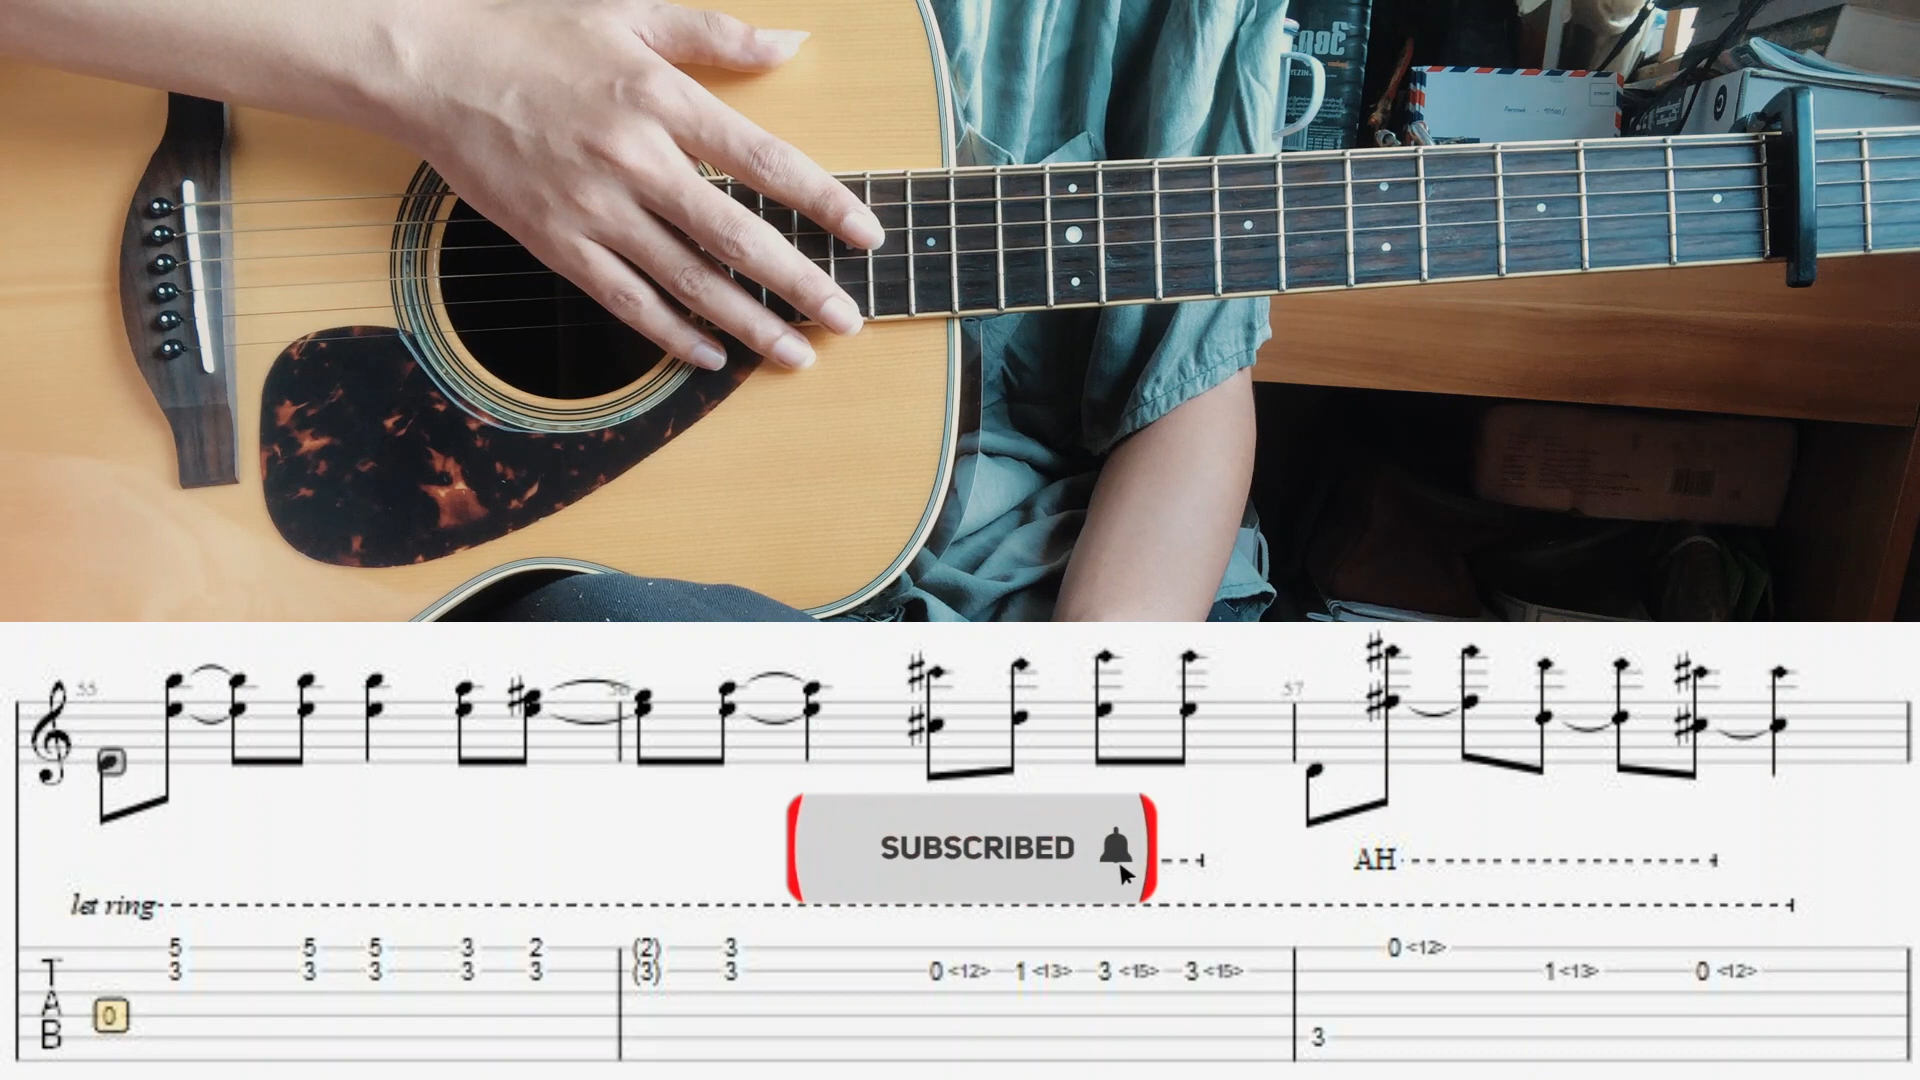 55 56 57
SUBSCRIBED
AH
let ring
5 5 5 3 2 (2) 3 0 <12>
T 3 3 3 3 3 (3) 3 0 <12> 1 <13> 3 <15> 3 <15> 1 <13> 0 <12>
A 0
B 3